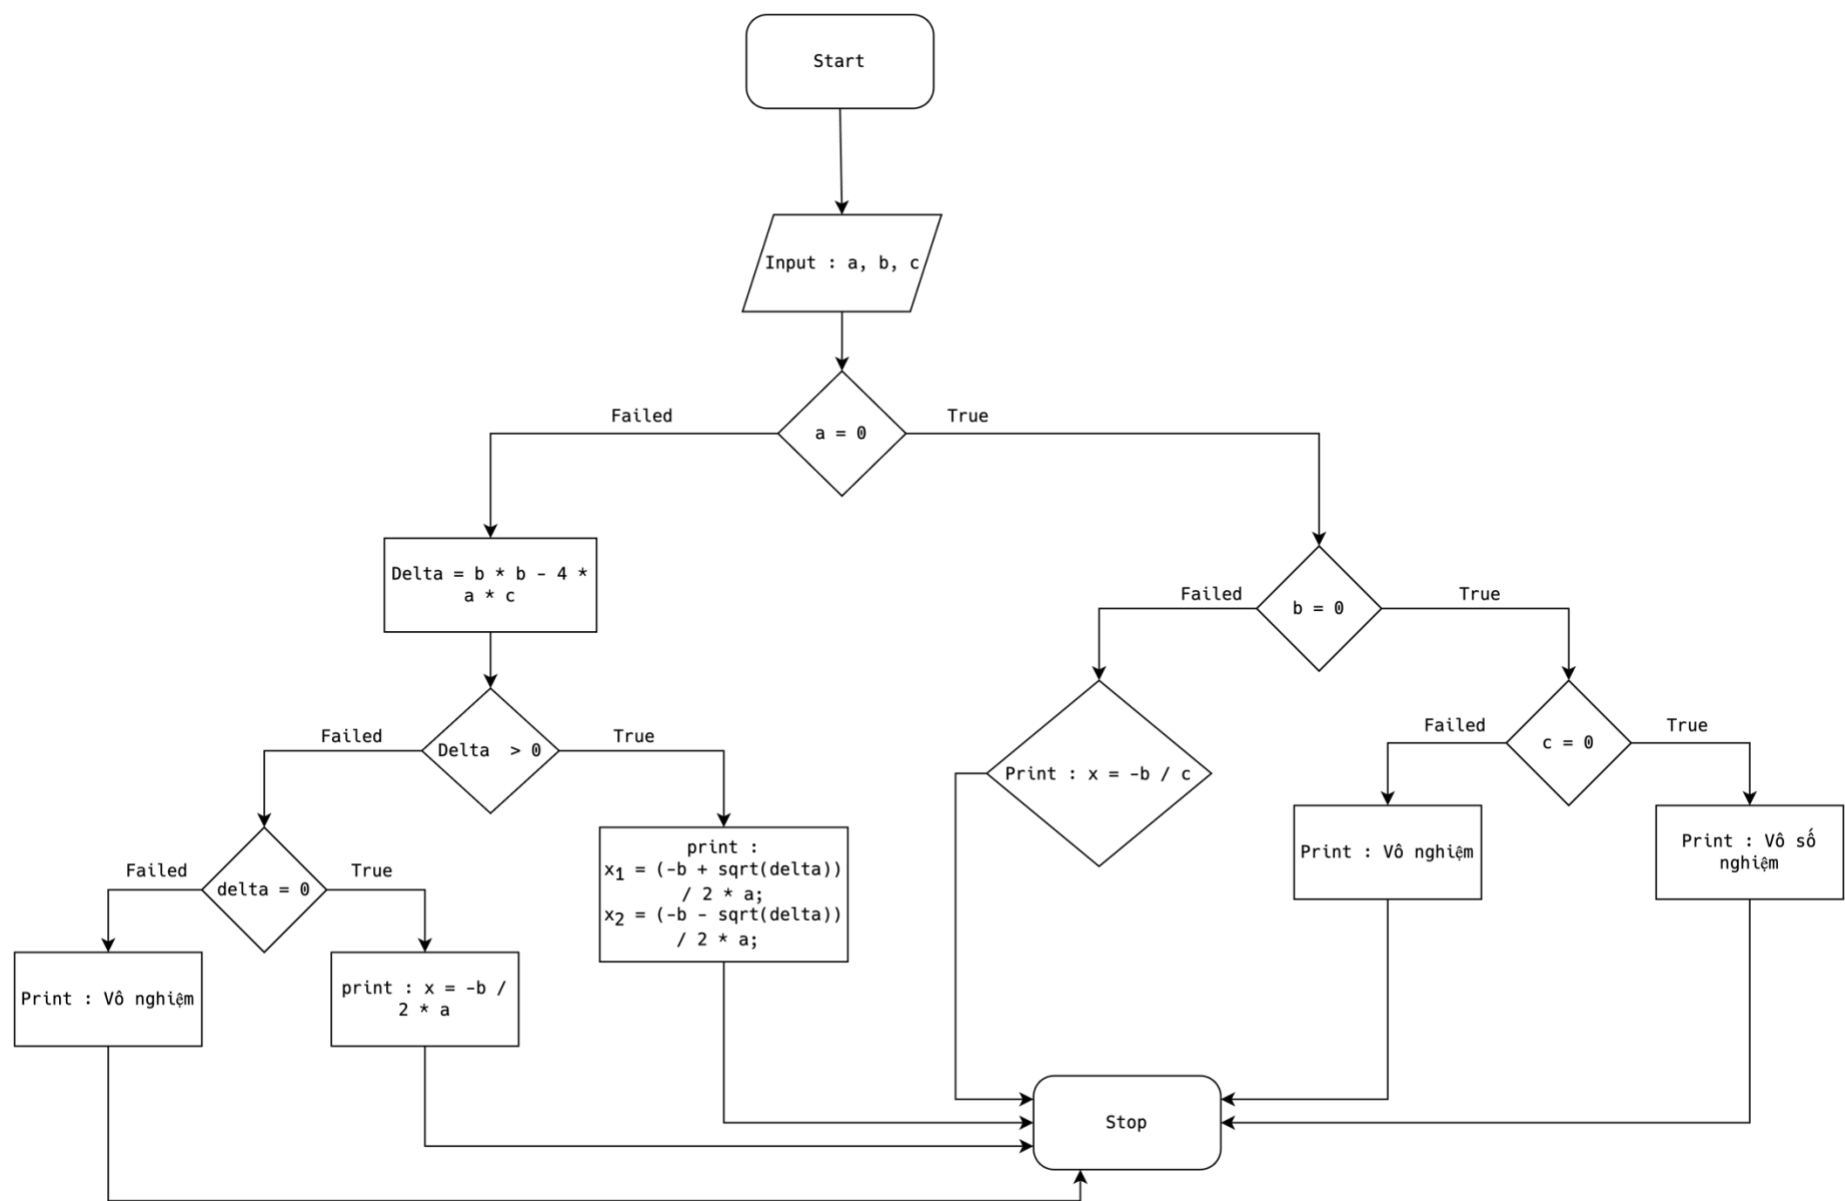 Start
Input : a, b, c
a = 0
Failed
True
Delta = b * b - 4 *
a * c
b = 0
Failed
True
Delta  > 0
Failed
True
Print : x = -b / c
c = 0
Failed
True
delta = 0
Failed
True
print :
x₁ = (-b + sqrt(delta))
/ 2 * a;
x₂ = (-b - sqrt(delta))
/ 2 * a;
Print : Vô nghiệm
Print : Vô số
nghiệm
Print : Vô nghiệm
print : x = -b /
2 * a
Stop